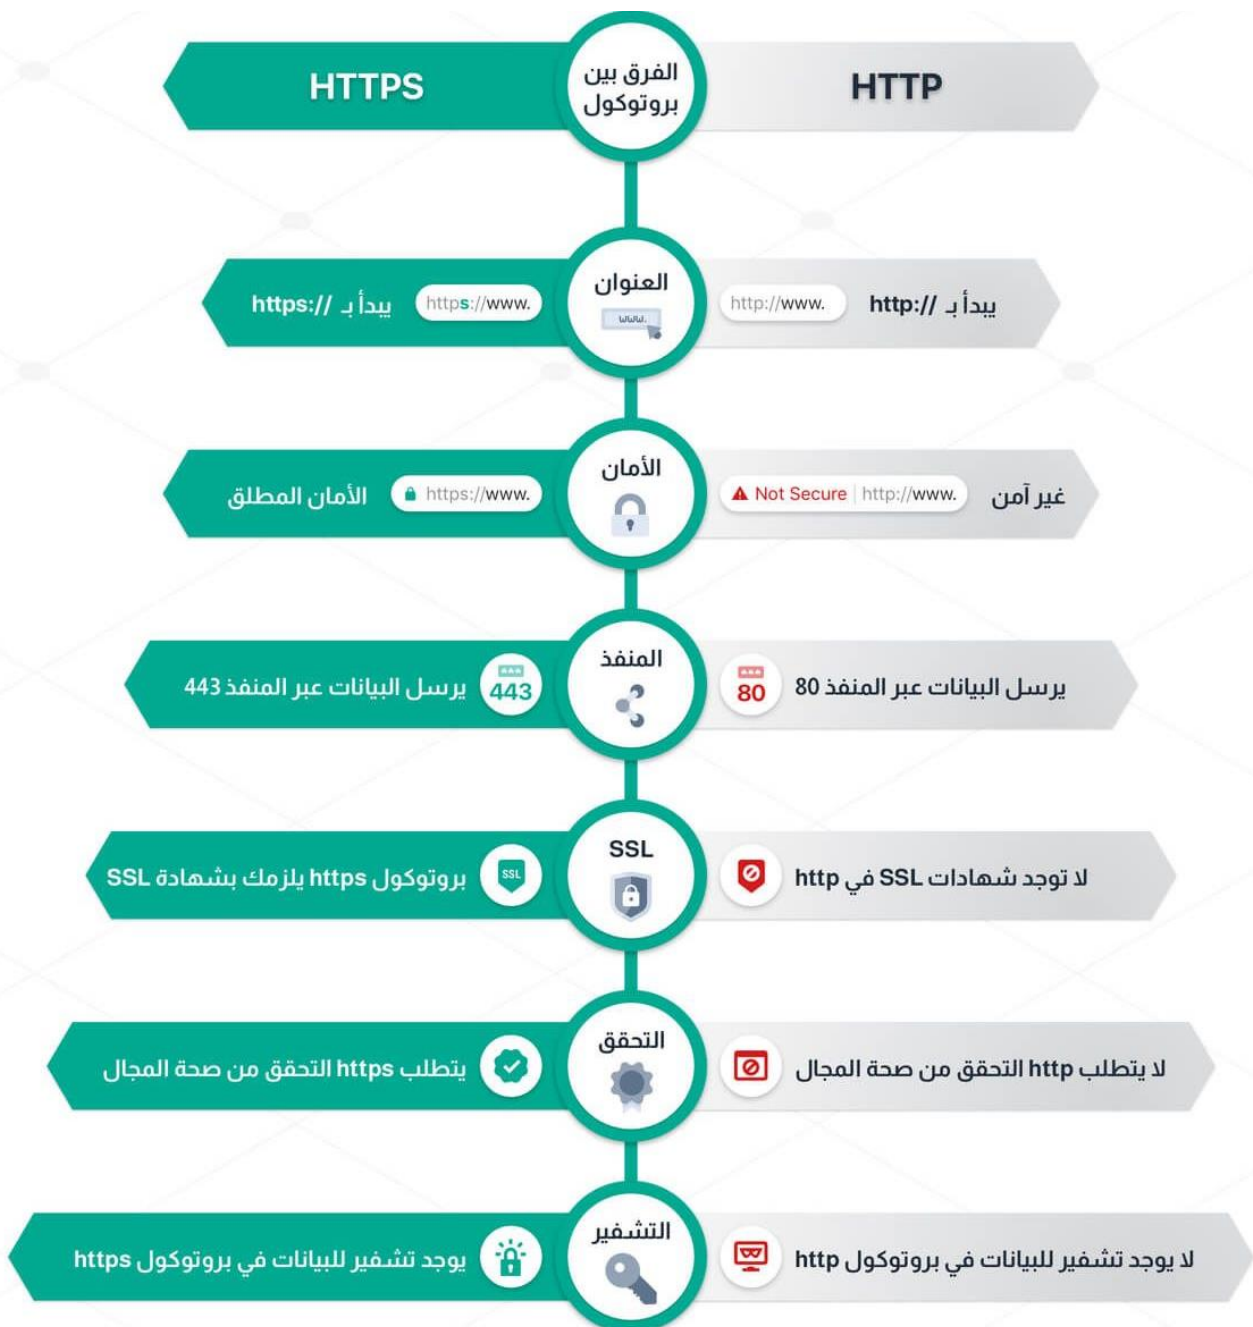 HTTP
الفرق بين
بروتوكول
HTTPS
يبدأ بـ http://
http://www.
العنوان
www.
https://www.
يبدأ بـ https://
غير آمن
Not Secure | http://www.
الأمان
https://www.
الأمان المطلق
يرسل البيانات عبر المنفذ 80
80
المنفذ
443
يرسل البيانات عبر المنفذ 443
لا توجد شهادات SSL في http
SSL
SSL
بروتوكول https يلزمك بشهادة SSL
لا يتطلب http التحقق من صحة المجال
التحقق
يتطلب https التحقق من صحة المجال
لا يوجد تشفير للبيانات في بروتوكول http
التشفير
يوجد تشفير للبيانات في بروتوكول https